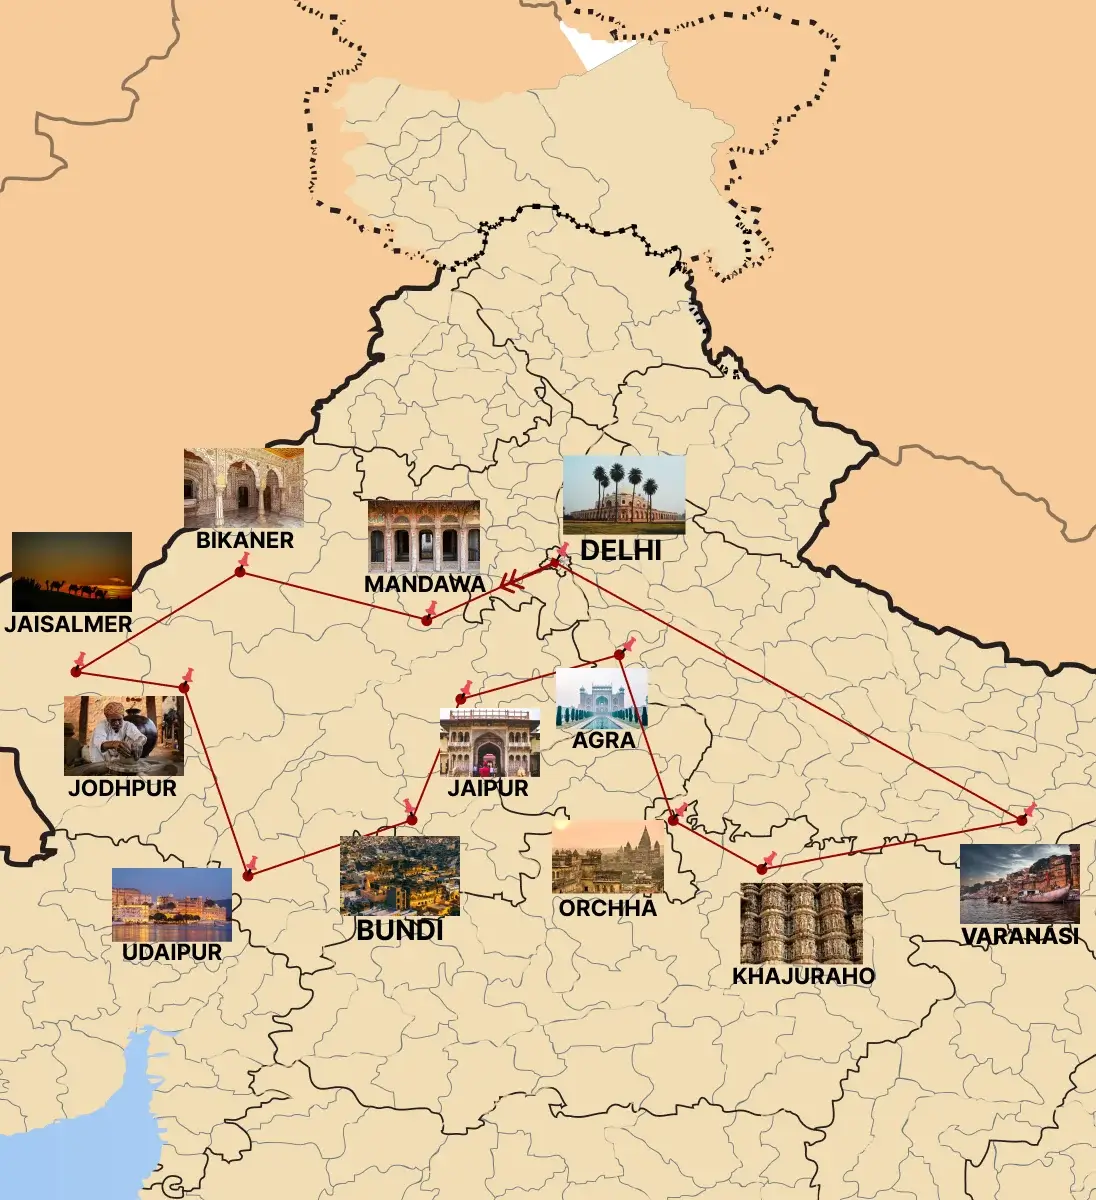 BIKANER
DELHI
MANDAWA
JAISALMER
AGRA
JODHPUR
JAIPUR
ORCHHA
BUNDI
VARANASI
UDAIPUR
KHAJURAHO